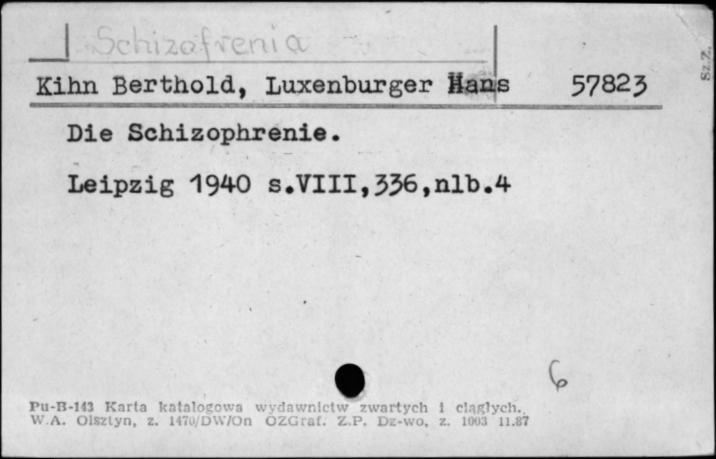 Schizofrenia
Kihn Berthold, Luxenburger Hans 57823
Die Schizophrenie.
Leipzig 1940 s.VIII,336,nlb.4
6
Pu-B-143 Karta katalogowa wydawnictw zwartych i ciągłych.
W.A. Olsztyn, z. 1470/DW/On OZGraf. Z.P. Dz-wo, z. 1003 11.87
Sz.Z.